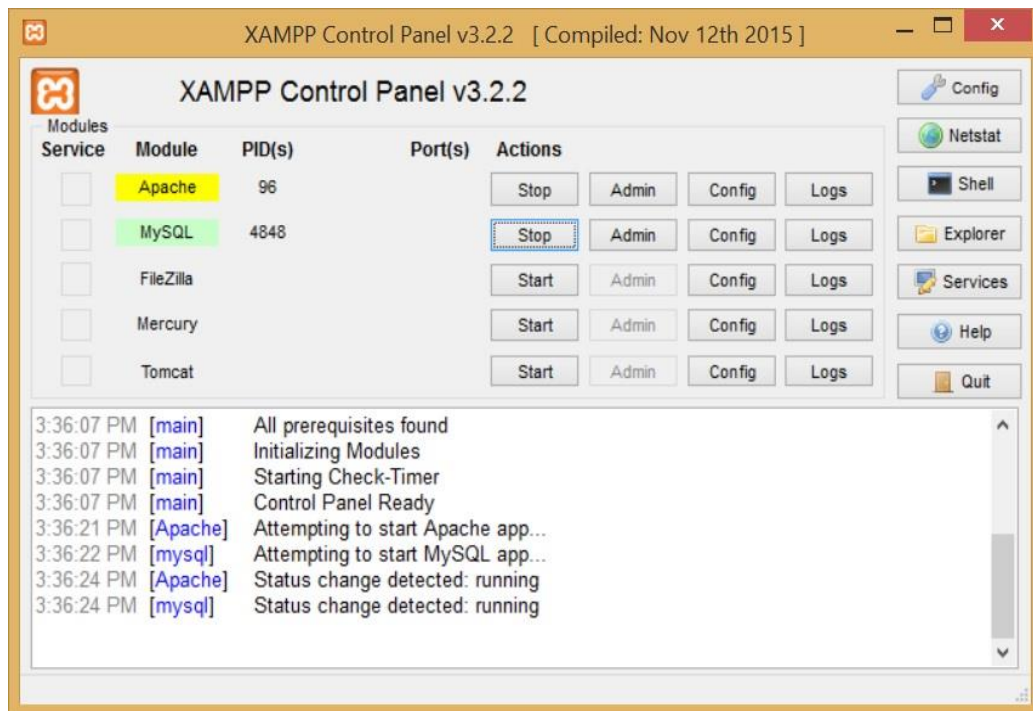 XAMPP Control Panel v3.2.2 [ Compiled: Nov 12th 2015 ]
XAMPP Control Panel v3.2.2
Config
Modules
Service Module PID(s) Port(s) Actions
Netstat
Apache 96 Stop Admin Config Logs
Shell
MySQL 4848 Stop Admin Config Logs
Explorer
FileZilla Start Admin Config Logs
Services
Mercury Start Admin Config Logs
Help
Tomcat Start Admin Config Logs
Quit
3:36:07 PM [main] All prerequisites found
3:36:07 PM [main] Initializing Modules
3:36:07 PM [main] Starting Check-Timer
3:36:07 PM [main] Control Panel Ready
3:36:21 PM [Apache] Attempting to start Apache app...
3:36:22 PM [mysql] Attempting to start MySQL app...
3:36:24 PM [Apache] Status change detected: running
3:36:24 PM [mysql] Status change detected: running